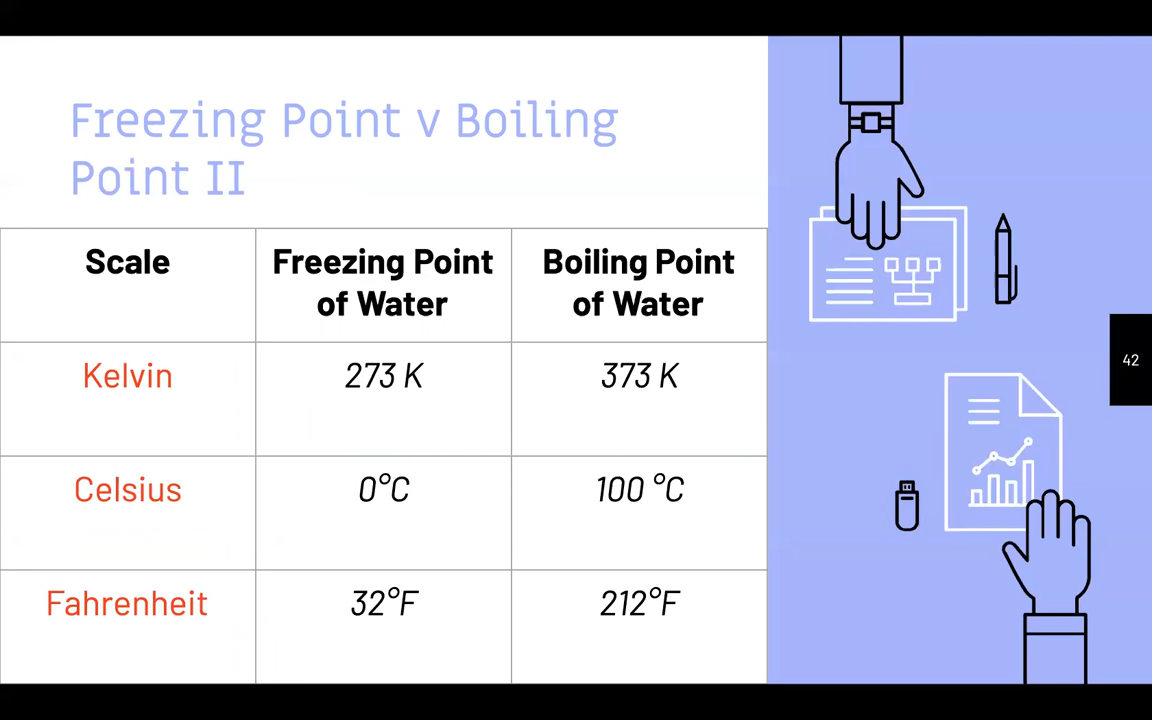 Freezing Point v Boiling
Point II
Scale
Freezing Point
of Water
Boiling Point
of Water
Kelvin
273 K
373 K
Celsius
0°C
100 °C
Fahrenheit
32°F
212°F
42